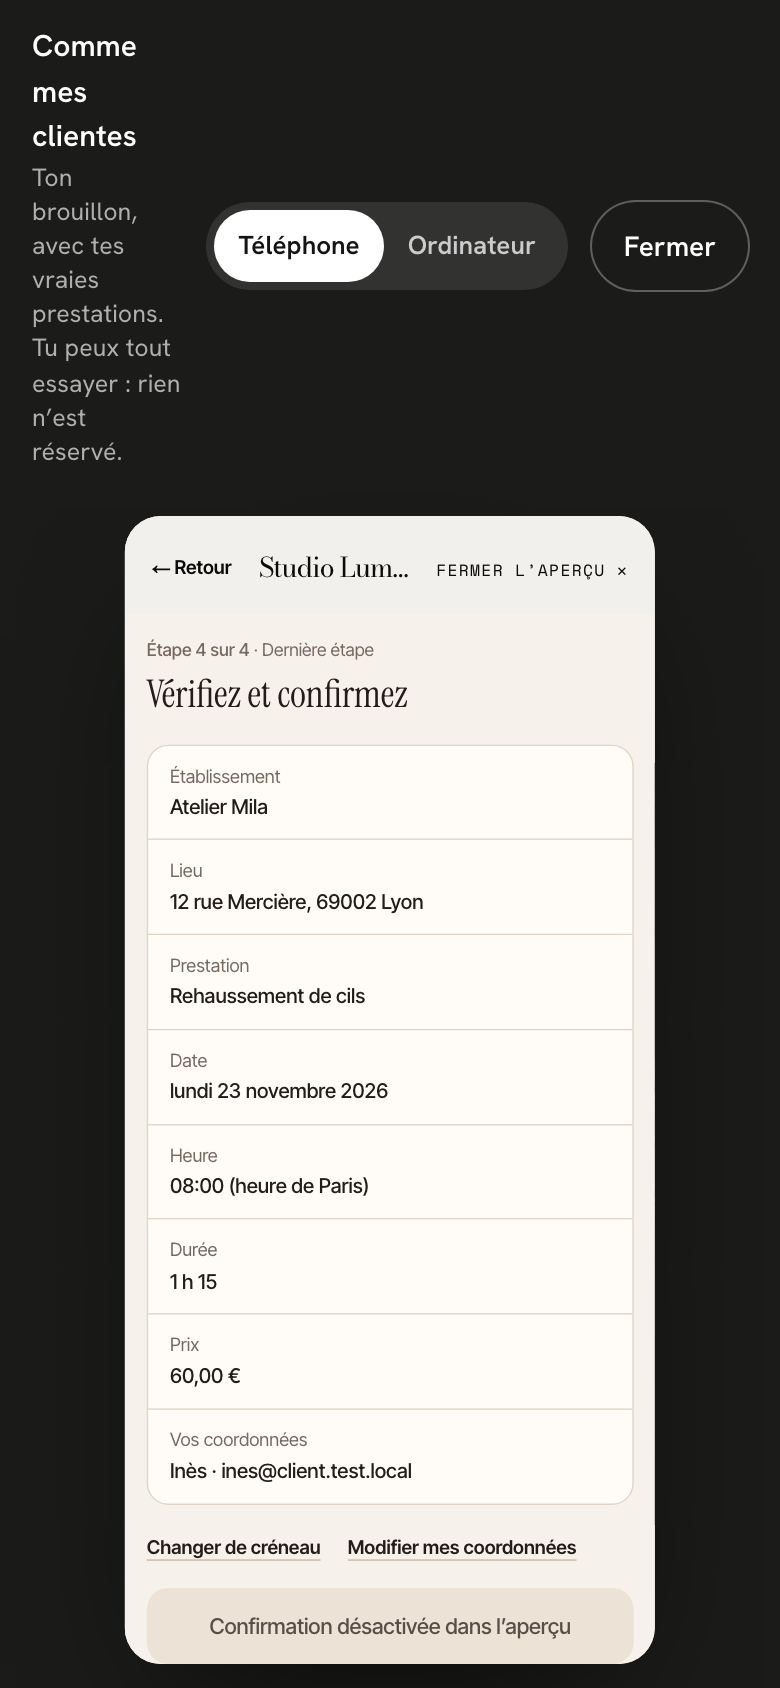 Comme
mes
clientes
Ton
brouillon,
avec tes
vraies
prestations.
Tu peux tout
essayer : rien
n’est
réservé.
Téléphone
Ordinateur
Fermer
← Retour
Studio Lum...
FERMER L’APERÇU ×
Étape 4 sur 4 · Dernière étape
Vérifiez et confirmez
Établissement
Atelier Mila
Lieu
12 rue Mercière, 69002 Lyon
Prestation
Rehaussement de cils
Date
lundi 23 novembre 2026
Heure
08:00 (heure de Paris)
Durée
1 h 15
Prix
60,00 €
Vos coordonnées
Inès · ines@client.test.local
Changer de créneau
Modifier mes coordonnées
Confirmation désactivée dans l’aperçu